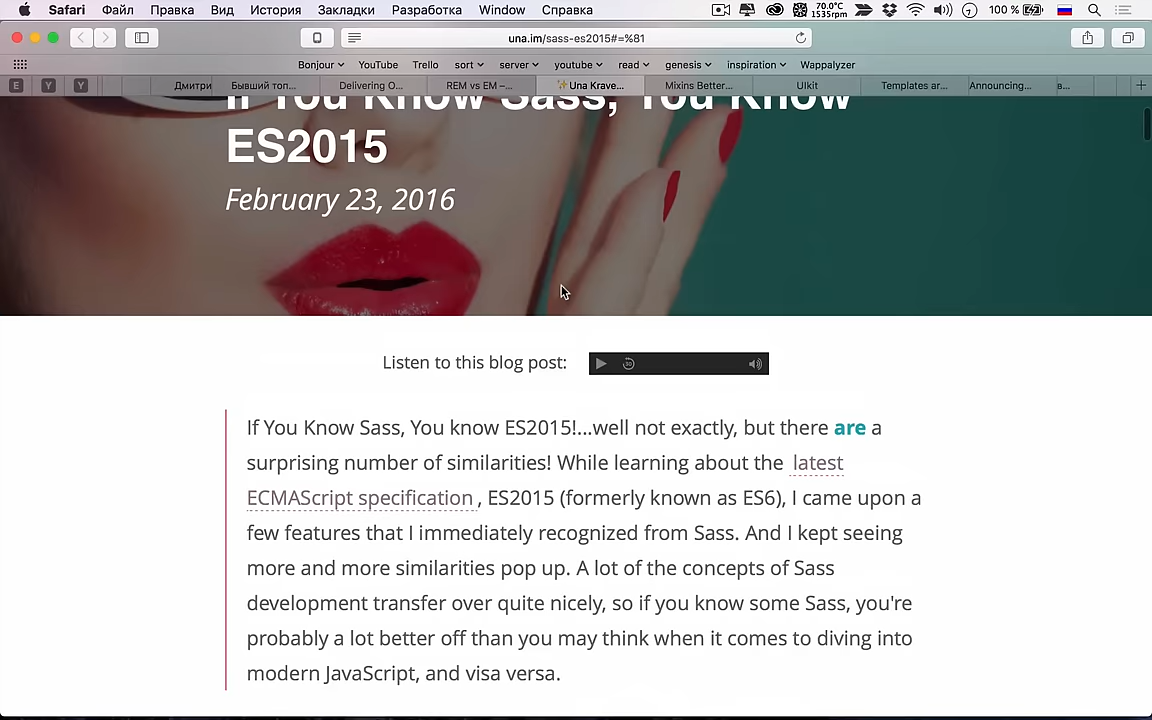 Safari Файл Правка Вид История Закладки Разработка Window Справка 70.0°C 1535rpm 100 %
una.im/sass-es2015#=%81
Bonjour YouTube Trello sort server youtube read genesis inspiration Wappalyzer
E Y Y Дмитри Бывший топ... Delivering O... REM vs EM –... ✨Una Krave... Mixins Better... UIkit Templates ar... Announcing... в...
If You Know Sass, You Know
ES2015
February 23, 2016
Listen to this blog post:
30
If You Know Sass, You know ES2015!...well not exactly, but there are a
surprising number of similarities! While learning about the latest
ECMAScript specification , ES2015 (formerly known as ES6), I came upon a
few features that I immediately recognized from Sass. And I kept seeing
more and more similarities pop up. A lot of the concepts of Sass
development transfer over quite nicely, so if you know some Sass, you're
probably a lot better off than you may think when it comes to diving into
modern JavaScript, and visa versa.